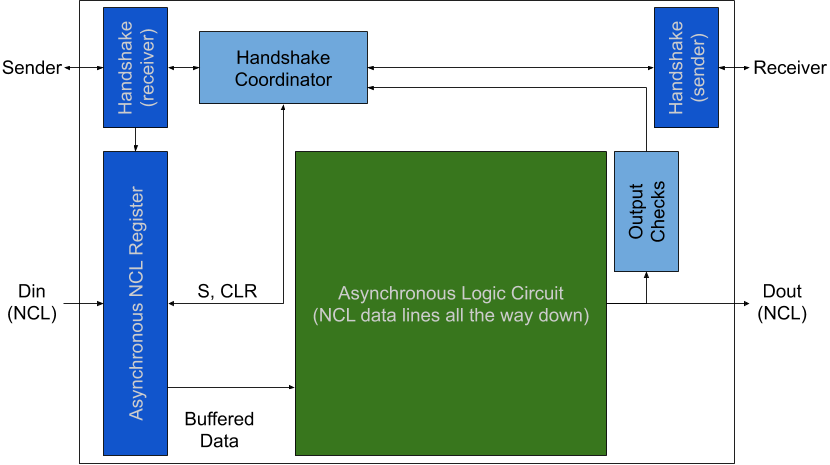 Sender
Handshake
(receiver)
Handshake
Coordinator
Handshake
(sender)
Receiver
Asynchronous NCL Register
Output
Checks
Din
(NCL)
S, CLR
Asynchronous Logic Circuit
(NCL data lines all the way down)
Dout
(NCL)
Buffered
Data